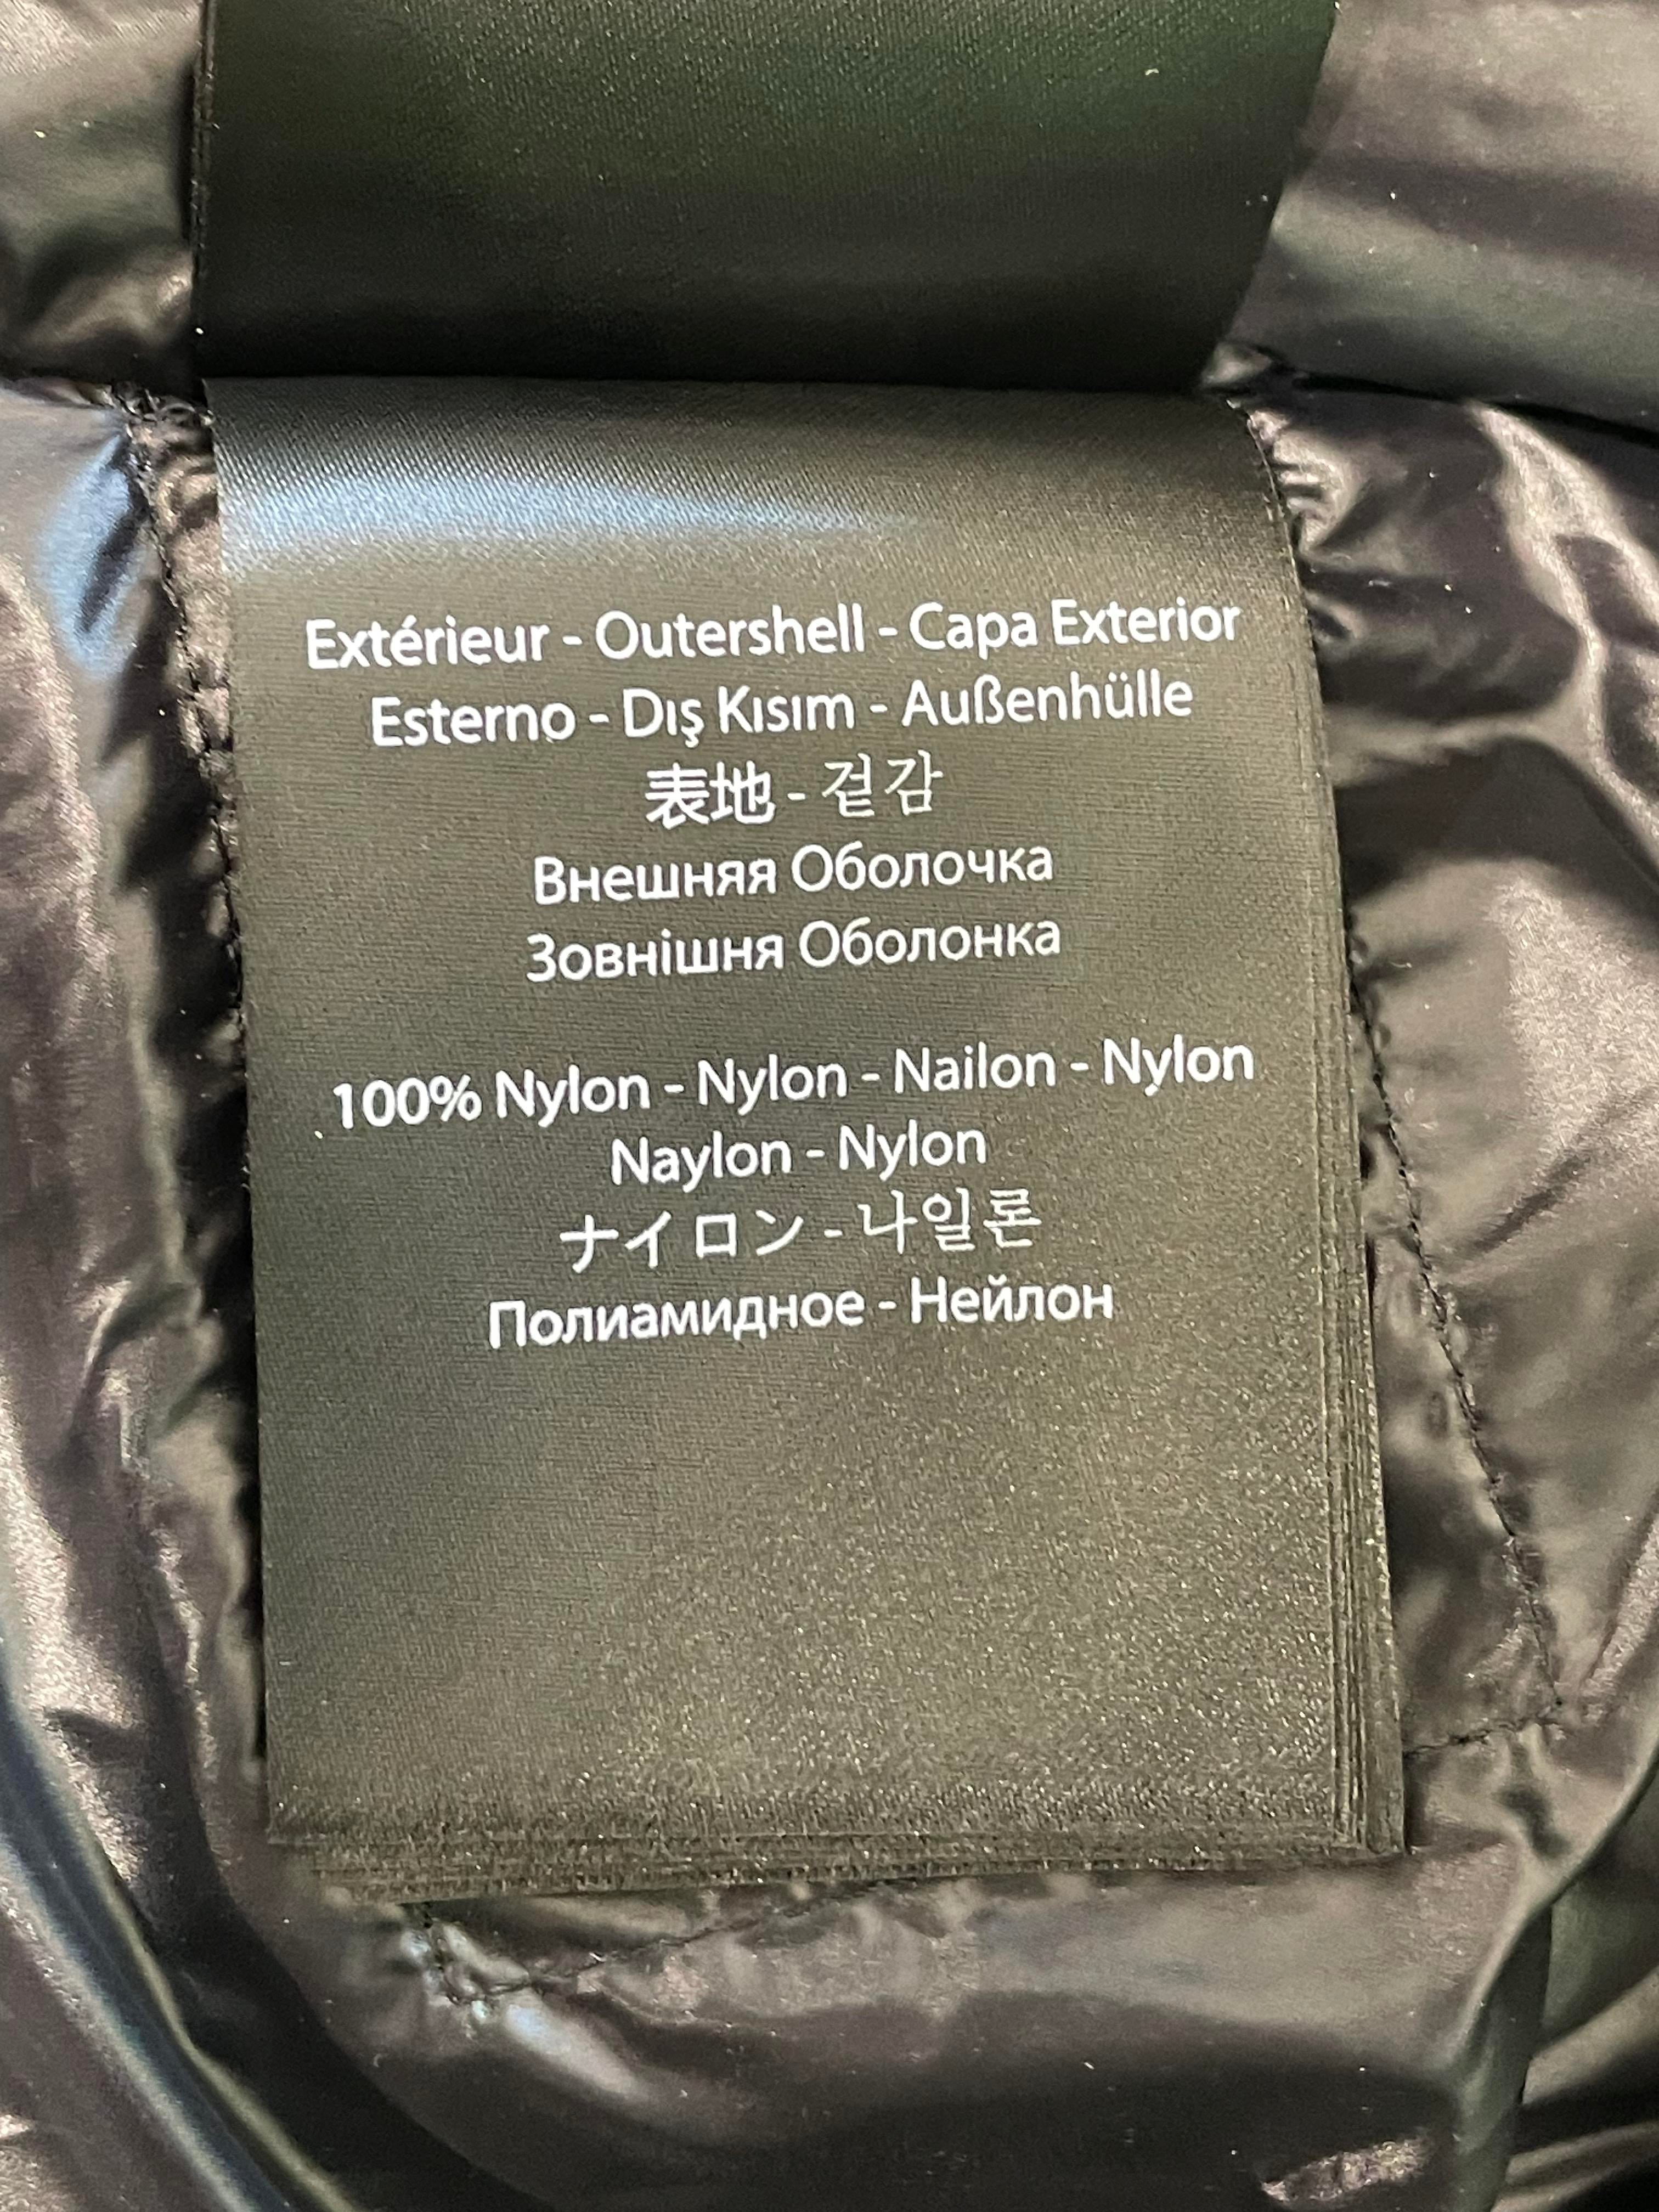 Extérieur - Outershell - Capa Exterior
Esterno - Dış Kısım - Außenhülle
表地 - 겉감
Внешняя Оболочка
Зовнішня Оболонка
100% Nylon - Nylon - Nailon - Nylon
Naylon - Nylon
ナイロン - 나일론
Полиамидное - Нейлон